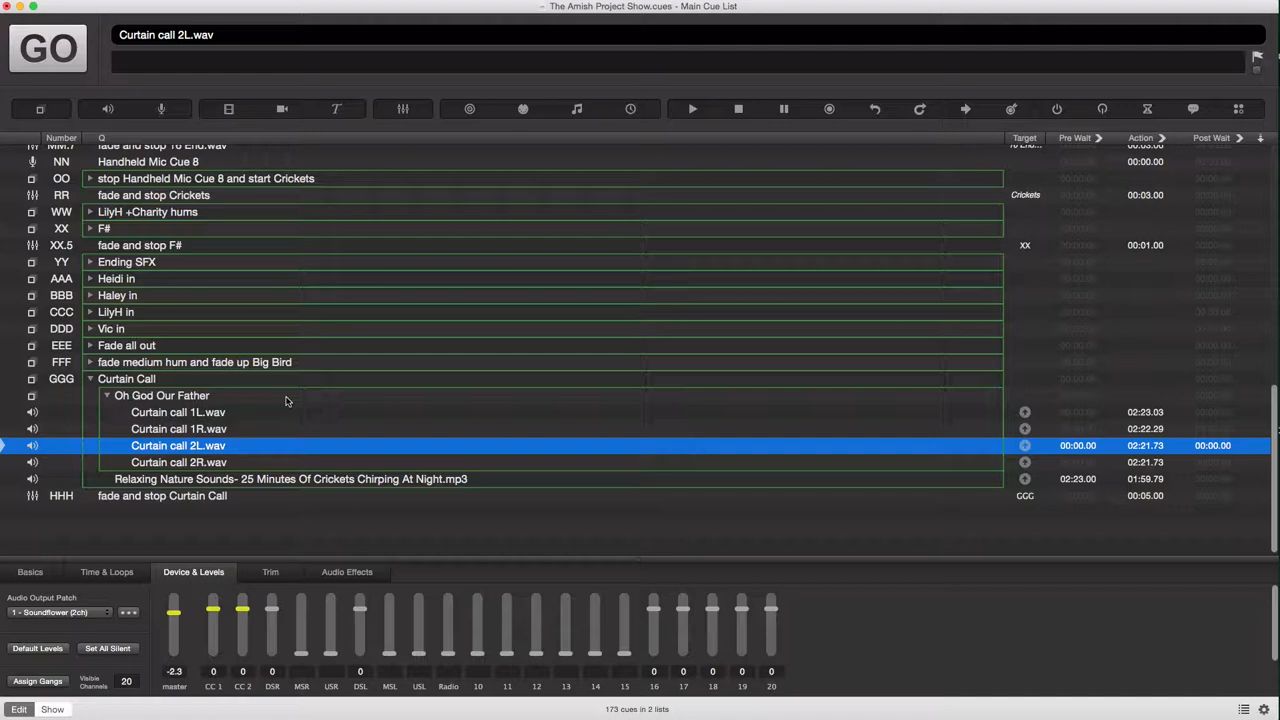 The Amish Project Show.cues - Main Cue List
GO
Curtain call 2L.wav
Number Q Target Pre Wait Action Post Wait
MM.7 fade and stop 16 End.wav 00:03.00
NN Handheld Mic Cue 8 00:00.00
OO stop Handheld Mic Cue 8 and start Crickets
RR fade and stop Crickets Crickets 00:03.00
WW LilyH +Charity hums
XX F#
XX.5 fade and stop F# XX 00:01.00
YY Ending SFX
AAA Heidi in
BBB Haley in
CCC LilyH in
DDD Vic in
EEE Fade all out
FFF fade medium hum and fade up Big Bird
GGG Curtain Call
Oh God Our Father
Curtain call 1L.wav 02:23.03
Curtain call 1R.wav 02:22.29
Curtain call 2L.wav 00:00.00 02:21.73 00:00.00
Curtain call 2R.wav 02:21.73
Relaxing Nature Sounds- 25 Minutes Of Crickets Chirping At Night.mp3 02:23.00 01:59.79
HHH fade and stop Curtain Call GGG 00:05.00
Basics Time & Loops Device & Levels Trim Audio Effects
Audio Output Patch
1 - Soundflower (2ch)
Default Levels Set All Silent
Assign Gangs Visible Channels 20
-2.3 0 0 0 0 0 0 0 0 0
master CC 1 CC 2 DSR MSR USR DSL MSL USL Radio 10 11 12 13 14 15 16 17 18 19 20
Edit Show 173 cues in 2 lists